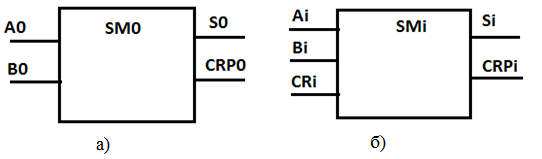 A0 SM0 S0
B0 CRP0
Ai SMi Si
Bi CRPi
CRi
а) б)